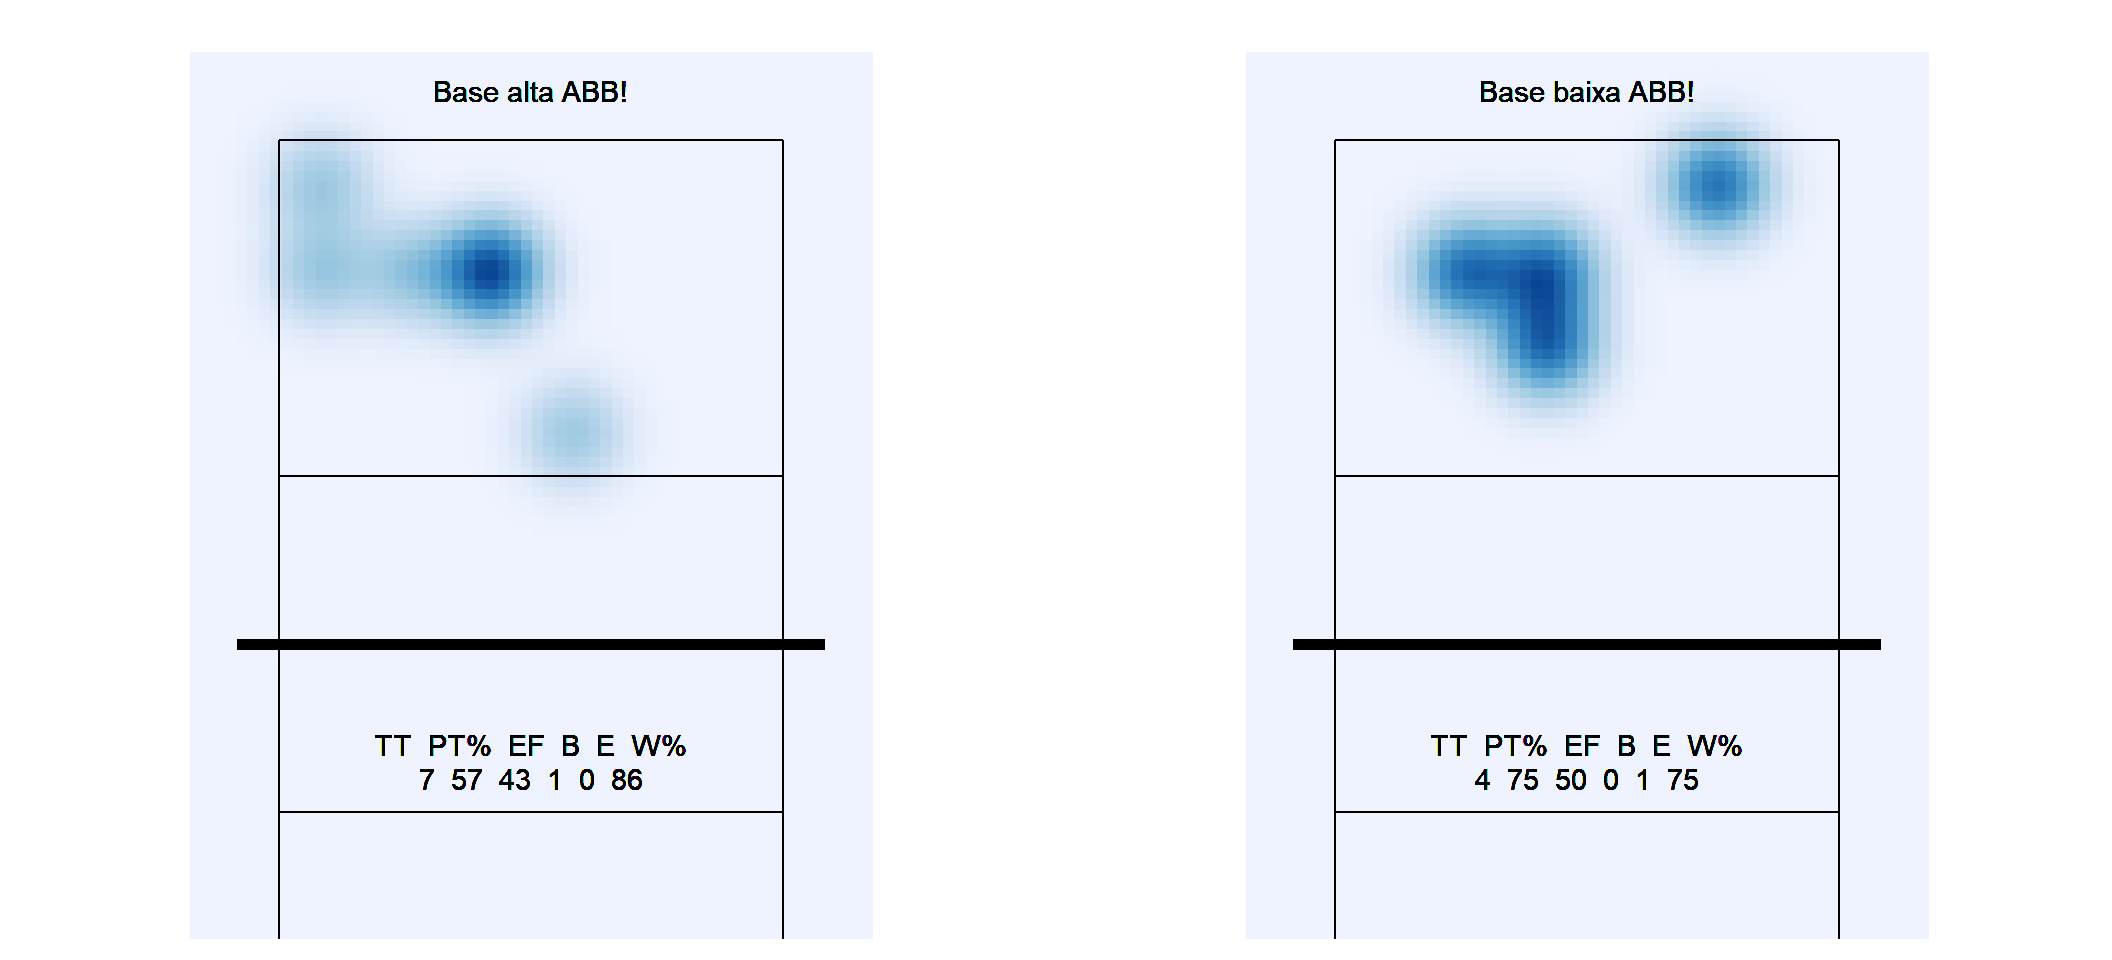 Base alta ABB!
TT PT% EF B E W%
7 57 43 1 0 86
Base baixa ABB!
TT PT% EF B E W%
4 75 50 0 1 75